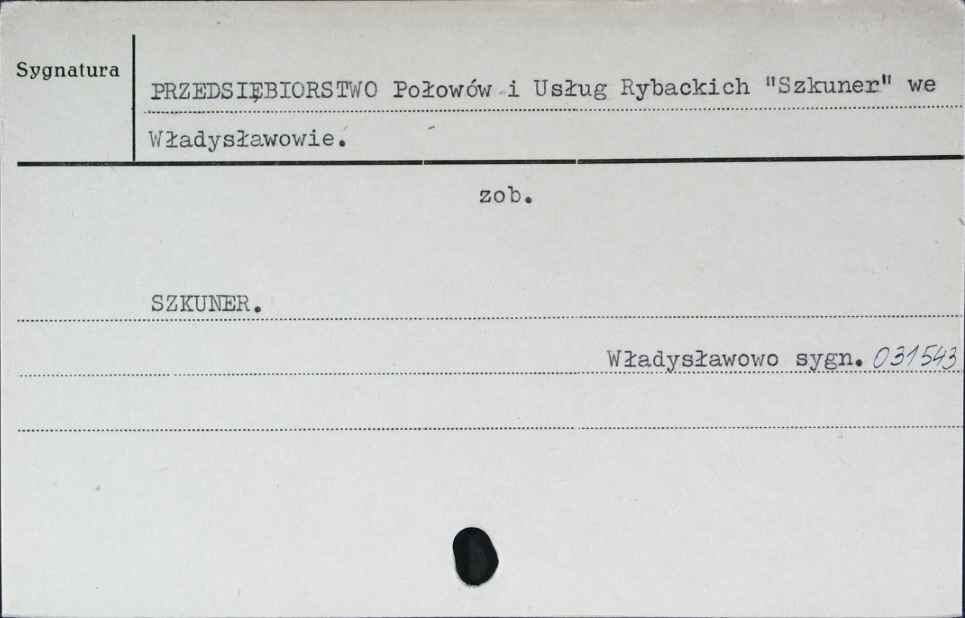 Sygnatura
PRZEDSIĘBIORSTWO Połowów i Usług Rybackich "Szkuner" we
Władysławowie.
zob.
SZKUNER.
Władysławowo sygn. 031543